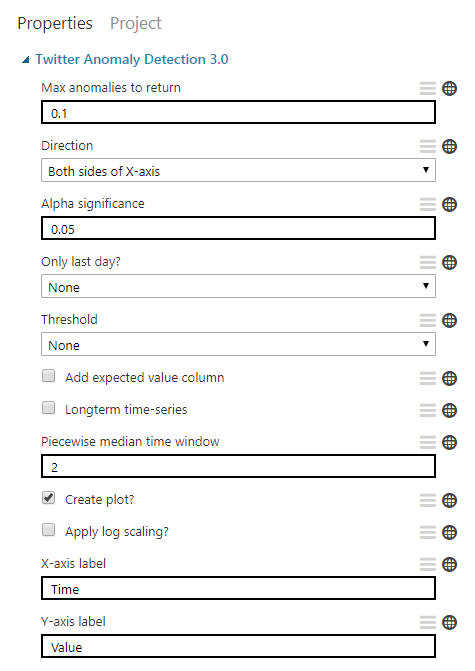 Properties Project
Twitter Anomaly Detection 3.0
Max anomalies to return
0.1
Direction
Both sides of X-axis
Alpha significance
0.05
Only last day?
None
Threshold
None
Add expected value column
Longterm time-series
Piecewise median time window
2
Create plot?
Apply log scaling?
X-axis label
Time
Y-axis label
Value